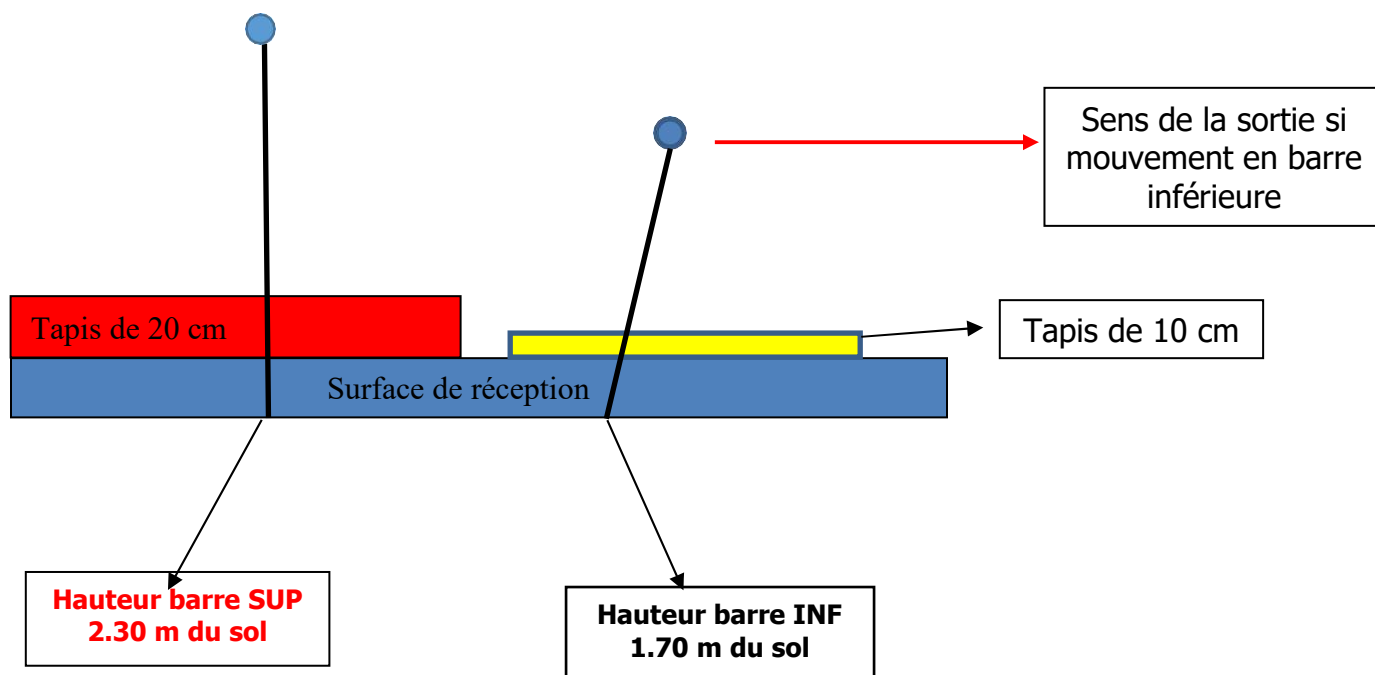 Sens de la sortie si
mouvement en barre
inférieure
Tapis de 20 cm
Tapis de 10 cm
Surface de réception
Hauteur barre SUP
2.30 m du sol
Hauteur barre INF
1.70 m du sol